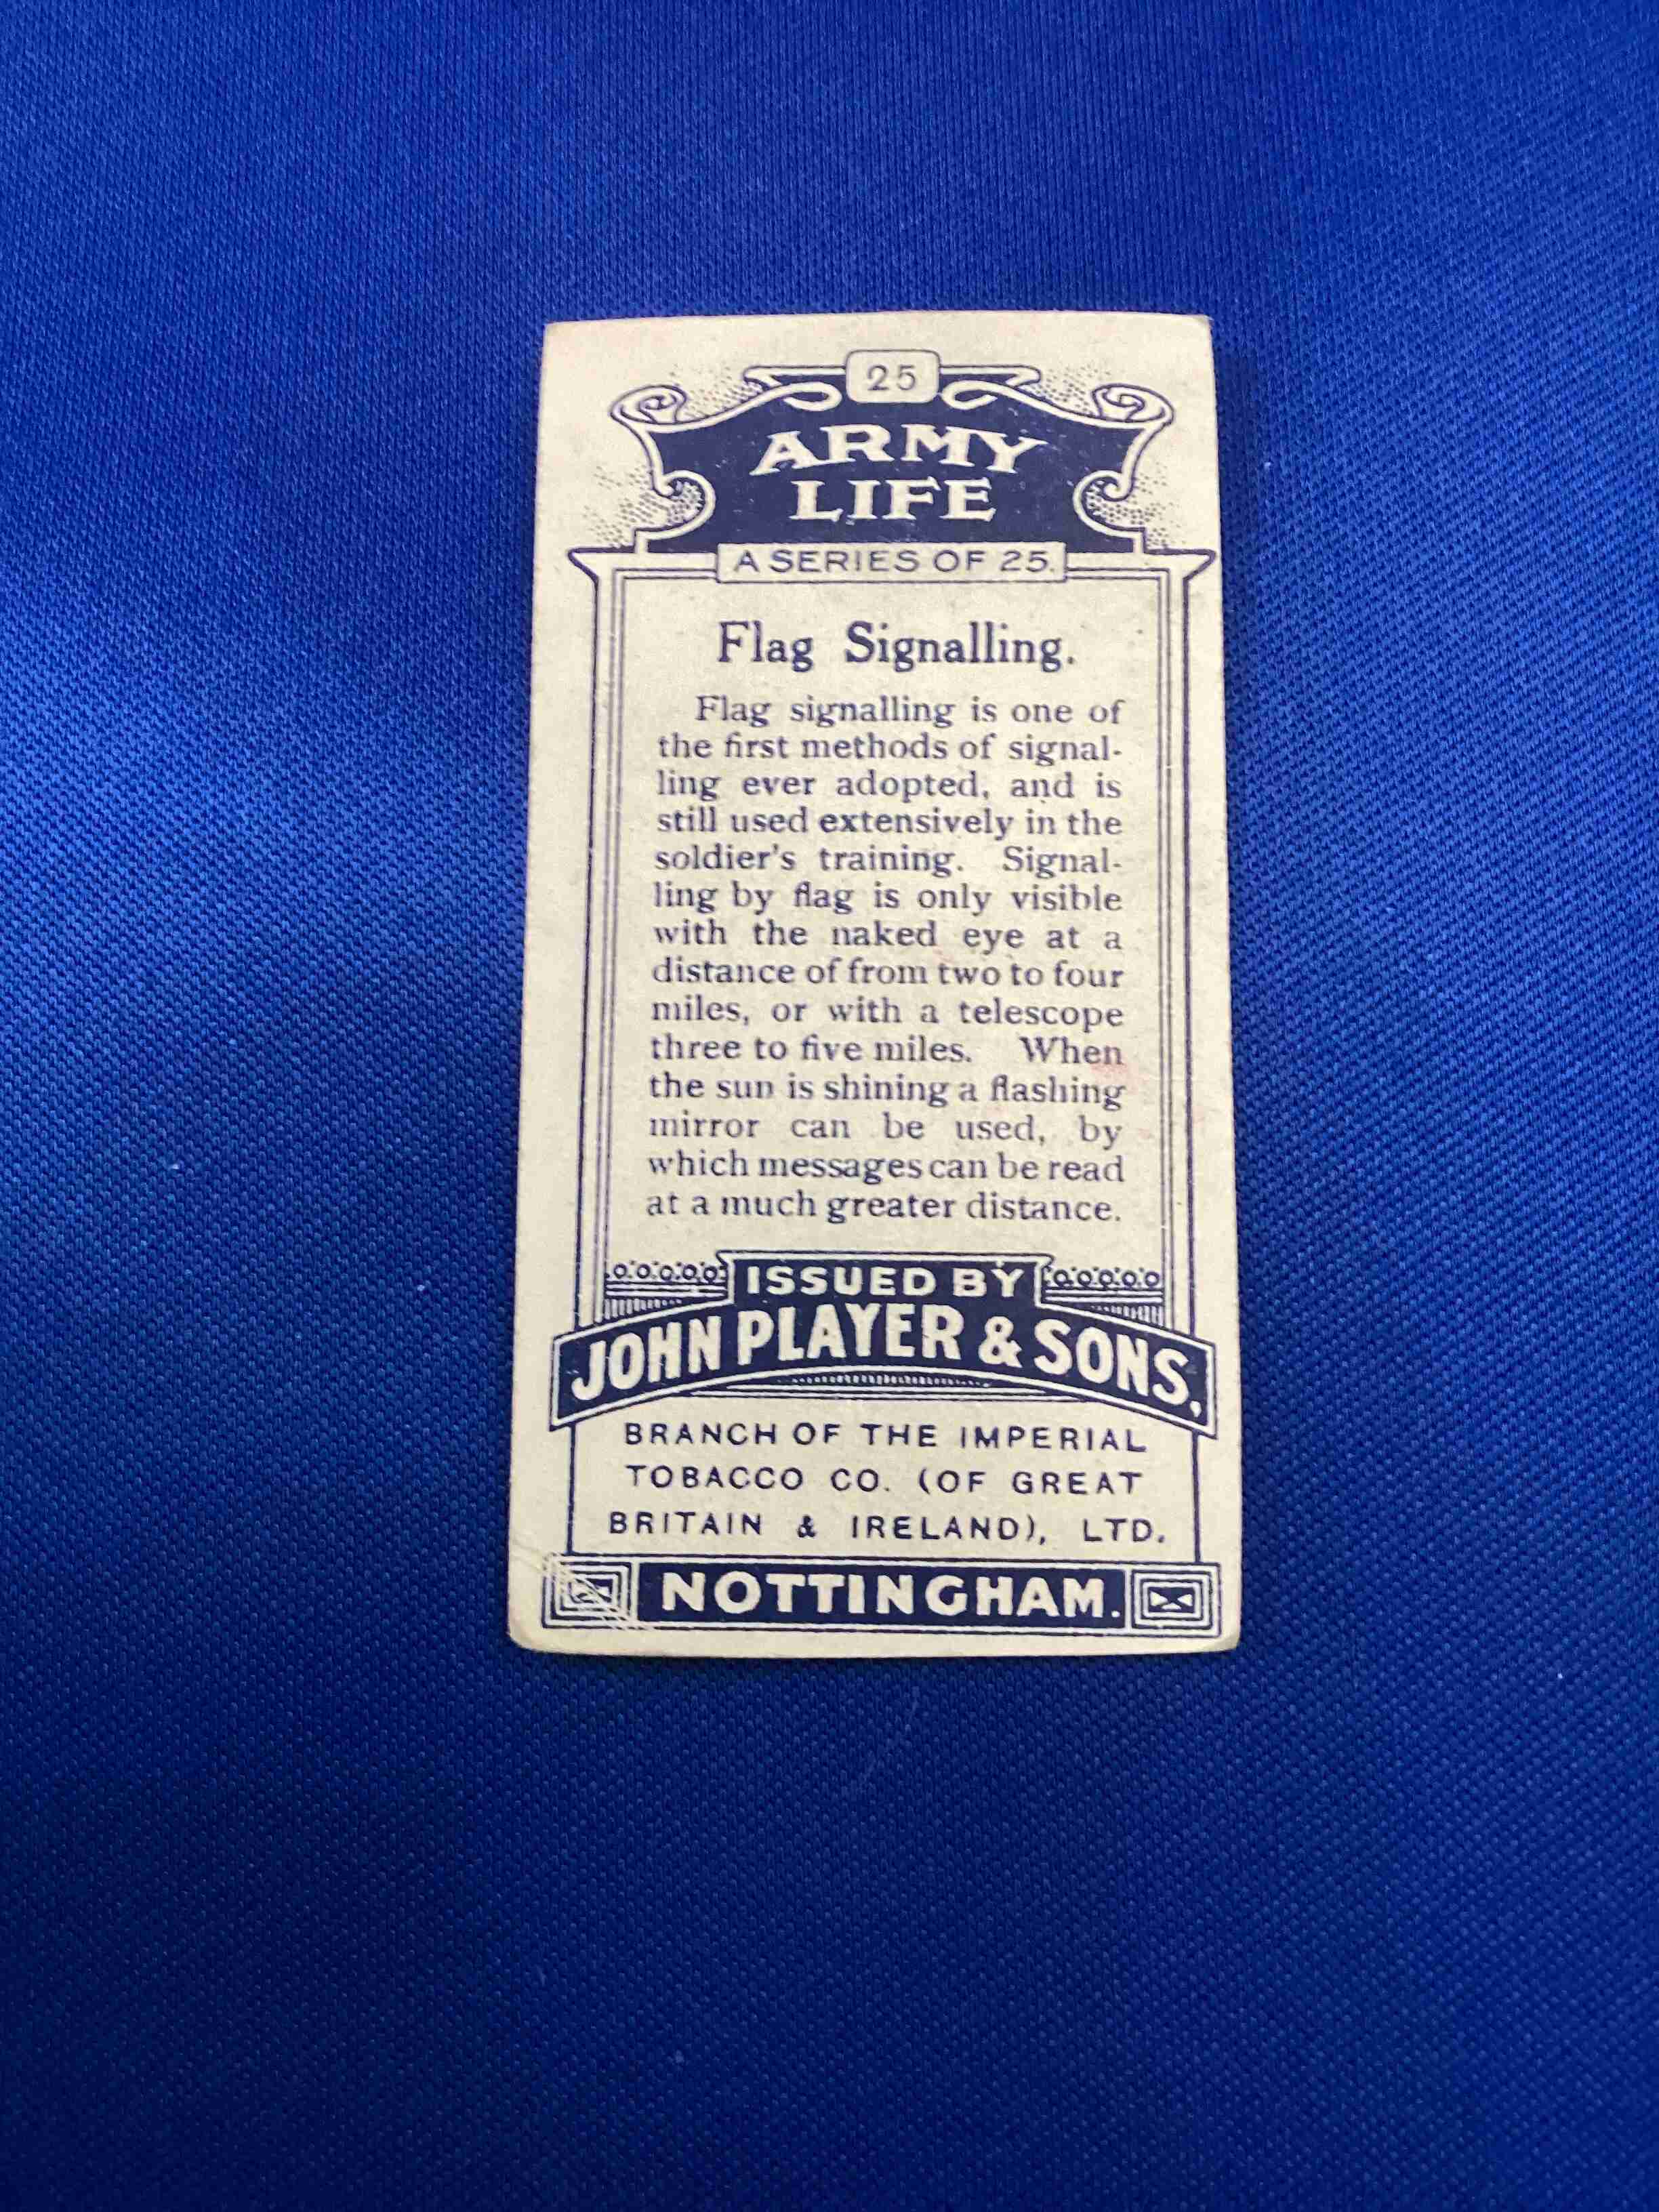 25
ARMY
LIFE
A SERIES OF 25.
Flag Signalling.
Flag signalling is one of
the first methods of signal-
ling ever adopted, and is
still used extensively in the
soldier's training. Signal-
ling by flag is only visible
with the naked eye at a
distance of from two to four
miles, or with a telescope
three to five miles. When
the sun is shining a flashing
mirror can be used, by
which messages can be read
at a much greater distance.
ISSUED BY
JOHN PLAYER & SONS,
BRANCH OF THE IMPERIAL
TOBACCO CO. (OF GREAT
BRITAIN & IRELAND), LTD.
NOTTINGHAM.